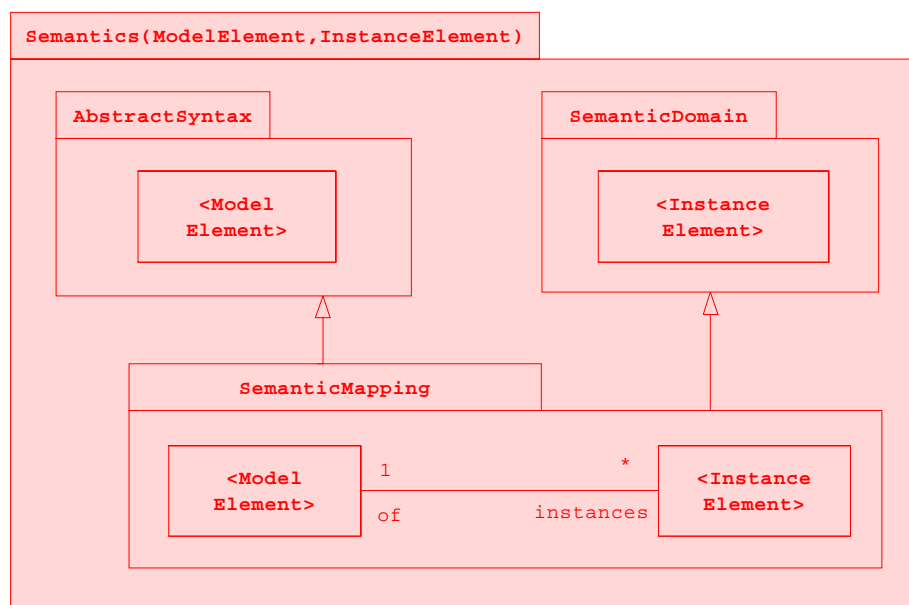 Semantics(ModelElement,InstanceElement)
AbstractSyntax
SemanticDomain
<Model
Element>
<Instance
Element>
SemanticMapping
<Model
Element>
1
*
of
instances
<Instance
Element>